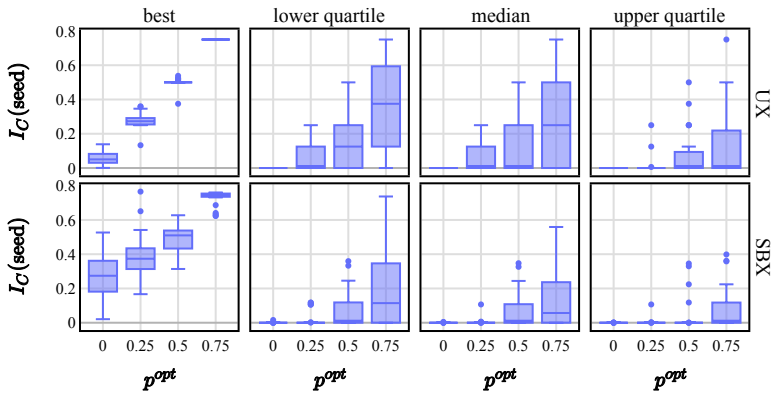 best lower quartile median upper quartile
0.8
0.6
0.4
0.2
0
I_C(seed)
UX
0.8
0.6
0.4
0.2
0
I_C(seed)
SBX
0 0.25 0.5 0.75 0 0.25 0.5 0.75 0 0.25 0.5 0.75 0 0.25 0.5 0.75
p^opt p^opt p^opt p^opt